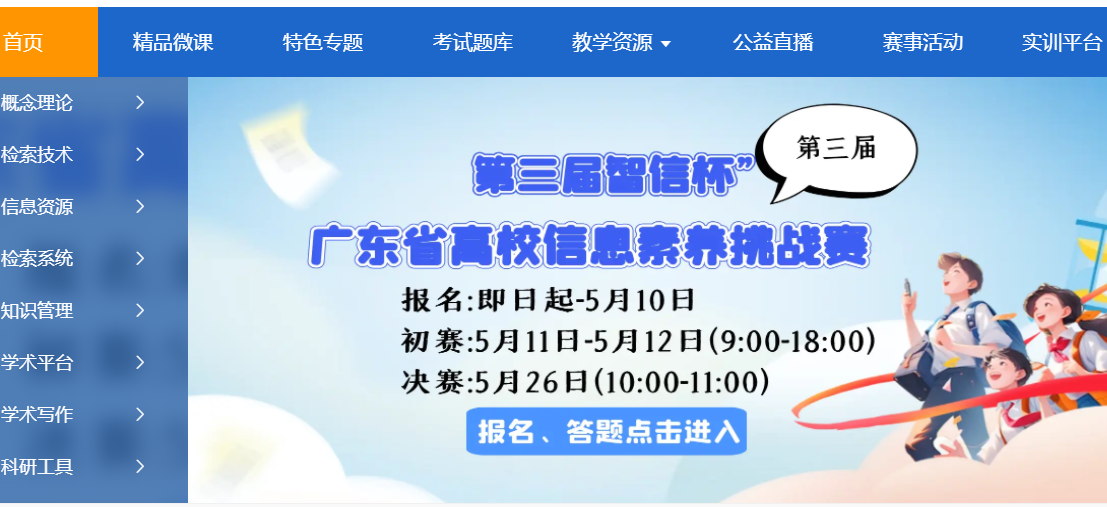 首页 精品微课 特色专题 考试题库 教学资源 公益直播 赛事活动 实训平台
概念理论
检索技术
信息资源
检索系统
知识管理
学术平台
学术写作
科研工具
第三届
第三届智信杯”
广东省高校信息素养挑战赛
报名:即日起-5月10日
初赛:5月11日-5月12日(9:00-18:00)
决赛:5月26日(10:00-11:00)
报名、答题点击进入